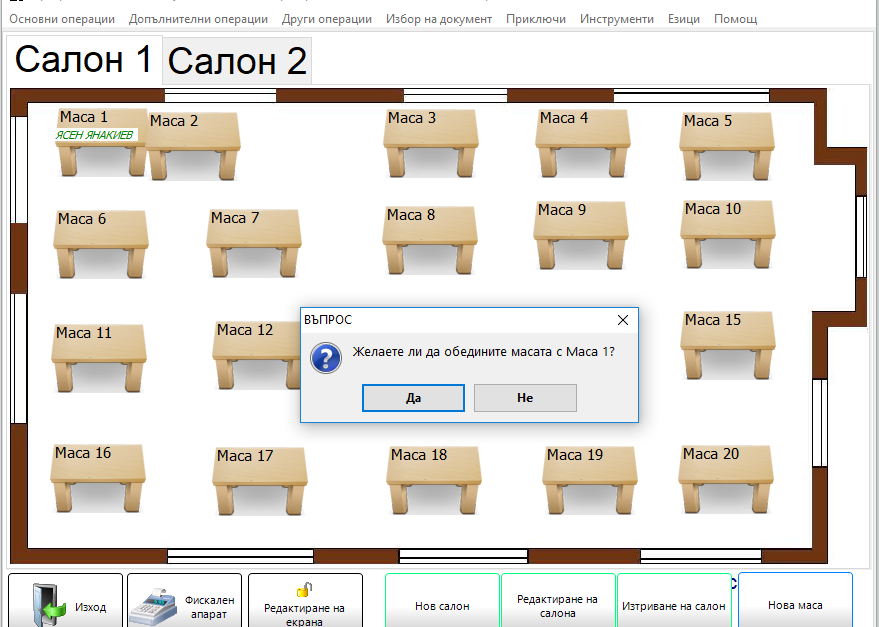 Основни операции Допълнителни операции Други операции Избор на документ Приключи Инструменти Езици Помощ
Салон 1 Салон 2
Маса 1 Маса 2 Маса 3 Маса 4 Маса 5
ЯСЕН ЯНАКИЕВ
Маса 6 Маса 7 Маса 8 Маса 9 Маса 10
Маса 11 Маса 12 Маса 15
ВЪПРОС
Желаете ли да обедините масата с Маса 1?
Да Не
Маса 16 Маса 17 Маса 18 Маса 19 Маса 20
Изход
Фискален
апарат
Редактиране на
екрана
Нов салон
Редактиране на
салона
Изтриване на салон
Нова маса